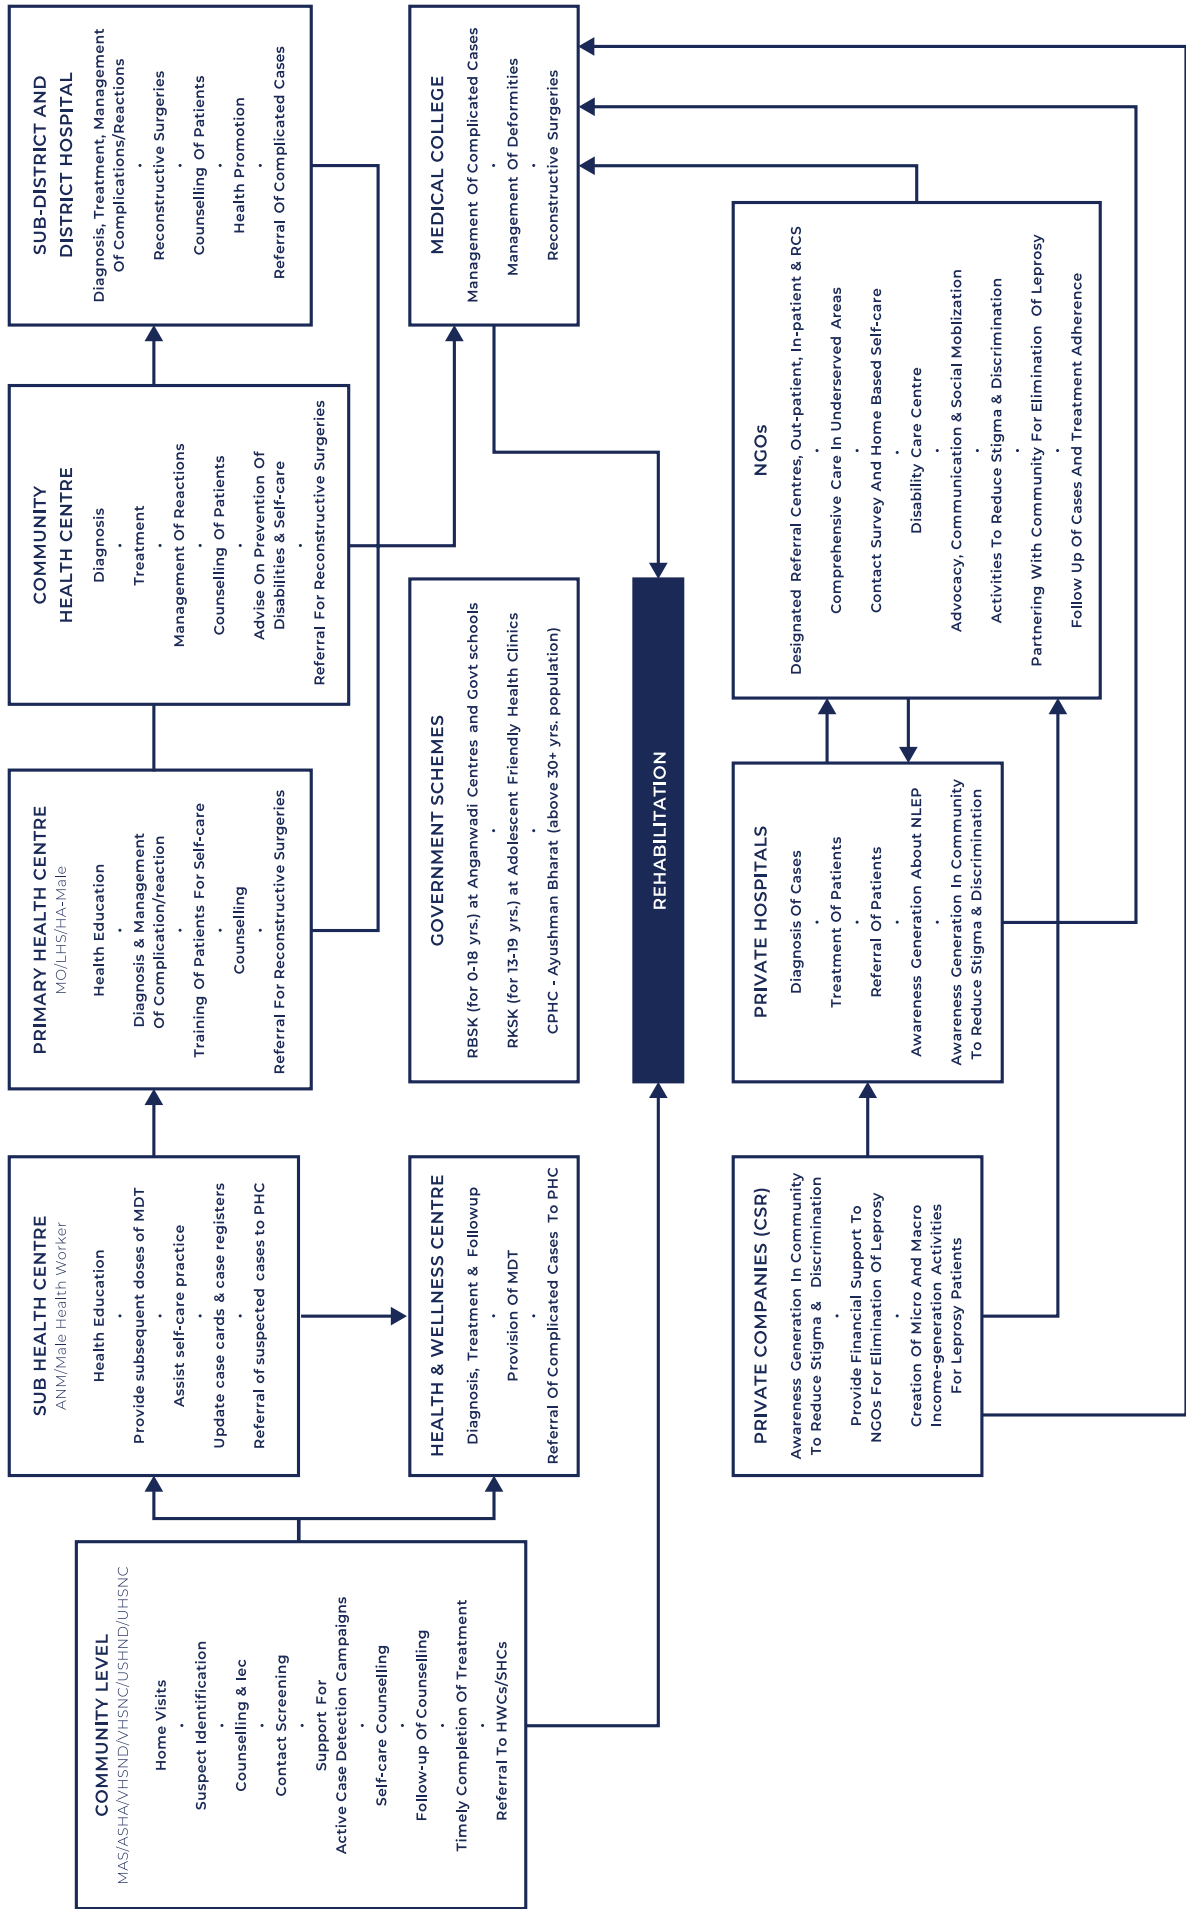 COMMUNITY LEVEL
MAS/ASHA/VHSND/VHSNC/USHND/UHSNC
Home Visits
•
Suspect Identification
•
Counselling & Iec
•
Contact Screening
•
Support For
Active Case Detection Campaigns
•
Self-care Counselling
•
Follow-up Of Counselling
•
Timely Completion Of Treatment
•
Referral To HWCs/SHCs
SUB HEALTH CENTRE
ANM/Male Health Worker
Health Education
•
Provide subsequent doses of MDT
•
Assist self-care practice
•
Update case cards & case registers
•
Referral of suspected cases to PHC
PRIMARY HEALTH CENTRE
MO/LHS/HA-Male
Health Education
•
Diagnosis & Management
Of Complication/reaction
•
Training Of Patients For Self-care
•
Counselling
•
Referral For Reconstructive Surgeries
COMMUNITY
HEALTH CENTRE
Diagnosis
•
Treatment
•
Management Of Reactions
•
Counselling Of Patients
•
Advise On Prevention Of
Disabilities & Self-care
•
Referral For Reconstructive Surgeries
SUB-DISTRICT AND
DISTRICT HOSPITAL
Diagnosis, Treatment, Management
Of Complications/Reactions
•
Reconstructive Surgeries
•
Counselling Of Patients
•
Health Promotion
•
Referral Of Complicated Cases
HEALTH & WELLNESS CENTRE
Diagnosis, Treatment & Followup
•
Provision Of MDT
•
Referral Of Complicated Cases To PHC
GOVERNMENT SCHEMES
RBSK (for 0-18 yrs.) at Anganwadi Centres and Govt schools
•
RKSK (for 13-19 yrs.) at Adolescent Friendly Health Clinics
•
CPHC - Ayushman Bharat (above 30+ yrs. population)
MEDICAL COLLEGE
Management Of Complicated Cases
•
Management Of Deformities
•
Reconstructive Surgeries
REHABILITATION
PRIVATE COMPANIES (CSR)
Awareness Generation In Community
To Reduce Stigma & Discrimination
•
Provide Financial Support To
NGOs For Elimination Of Leprosy
•
Creation Of Micro And Macro
Income-generation Activities
For Leprosy Patients
PRIVATE HOSPITALS
Diagnosis Of Cases
•
Treatment Of Patients
•
Referral Of Patients
•
Awareness Generation About NLEP
•
Awareness Generation In Community
To Reduce Stigma & Discrimination
NGOs
Designated Referral Centres, Out-patient, In-patient & RCS
•
Comprehensive Care In Underserved Areas
•
Contact Survey And Home Based Self-care
•
Disability Care Centre
•
Advocacy, Communication & Social Moblization
•
Activities To Reduce Stigma & Discrimination
•
Partnering With Community For Elimination Of Leprosy
•
Follow Up Of Cases And Treatment Adherence